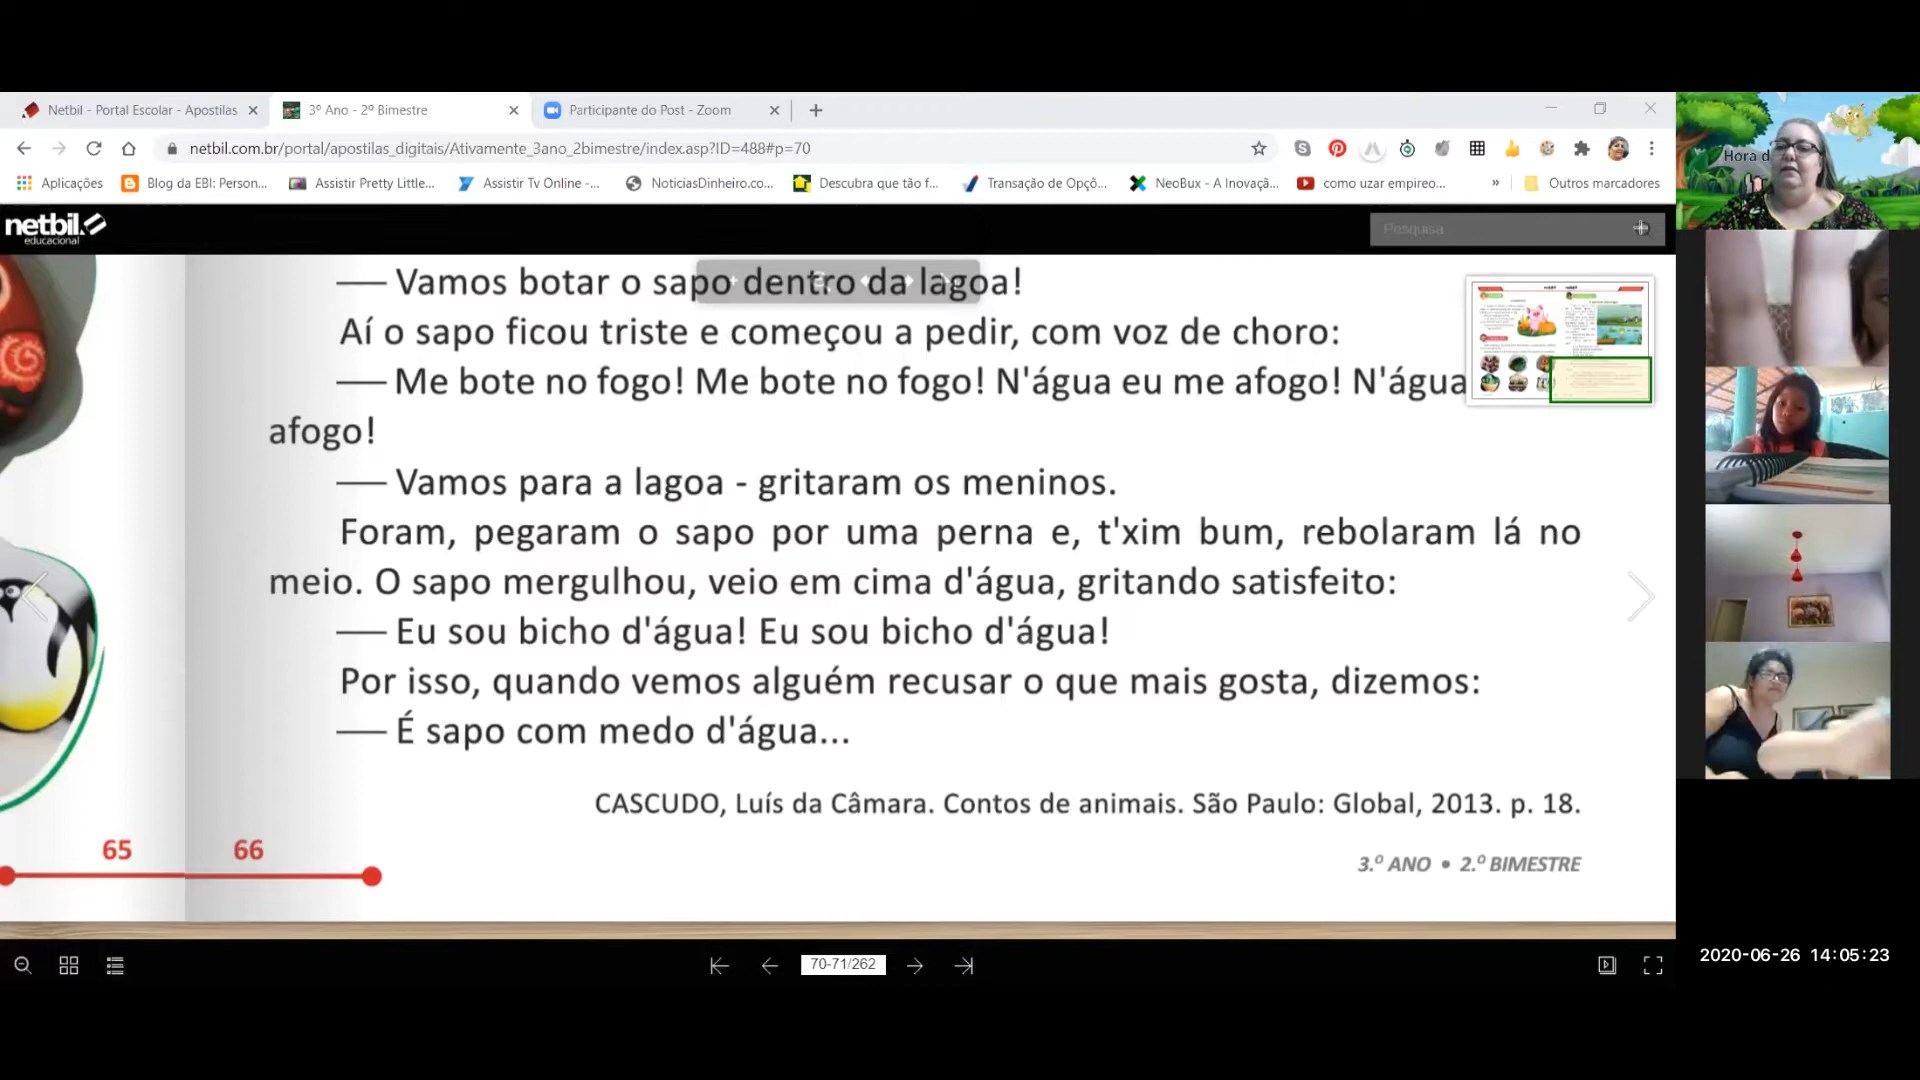 Netbil - Portal Escolar - Apostilas
3º Ano - 2º Bimestre
Participante do Post - Zoom
netbil.com.br/portal/apostilas_digitais/Ativamente_3ano_2bimestre/index.asp?ID=488#p=70
Aplicações
Blog da EBI: Person...
Assistir Pretty Little...
Assistir Tv Online -...
NoticiasDinheiro.co...
Descubra que tão f...
Transação de Opçõ...
NeoBux - A Inovaçã...
como uzar empireo...
»
Outros marcadores
netbil
educacional
Pesquisa
Hora d
— Vamos botar o sapo dentro da lagoa!
Aí o sapo ficou triste e começou a pedir, com voz de choro:
— Me bote no fogo! Me bote no fogo! N'água eu me afogo! N'água
afogo!
— Vamos para a lagoa - gritaram os meninos.
Foram, pegaram o sapo por uma perna e, t'xim bum, rebolaram lá no
meio. O sapo mergulhou, veio em cima d'água, gritando satisfeito:
— Eu sou bicho d'água! Eu sou bicho d'água!
Por isso, quando vemos alguém recusar o que mais gosta, dizemos:
— É sapo com medo d'água...
CASCUDO, Luís da Câmara. Contos de animais. São Paulo: Global, 2013. p. 18.
65
66
3.º ANO • 2.º BIMESTRE
70-71/262
2020-06-26 14:05:23